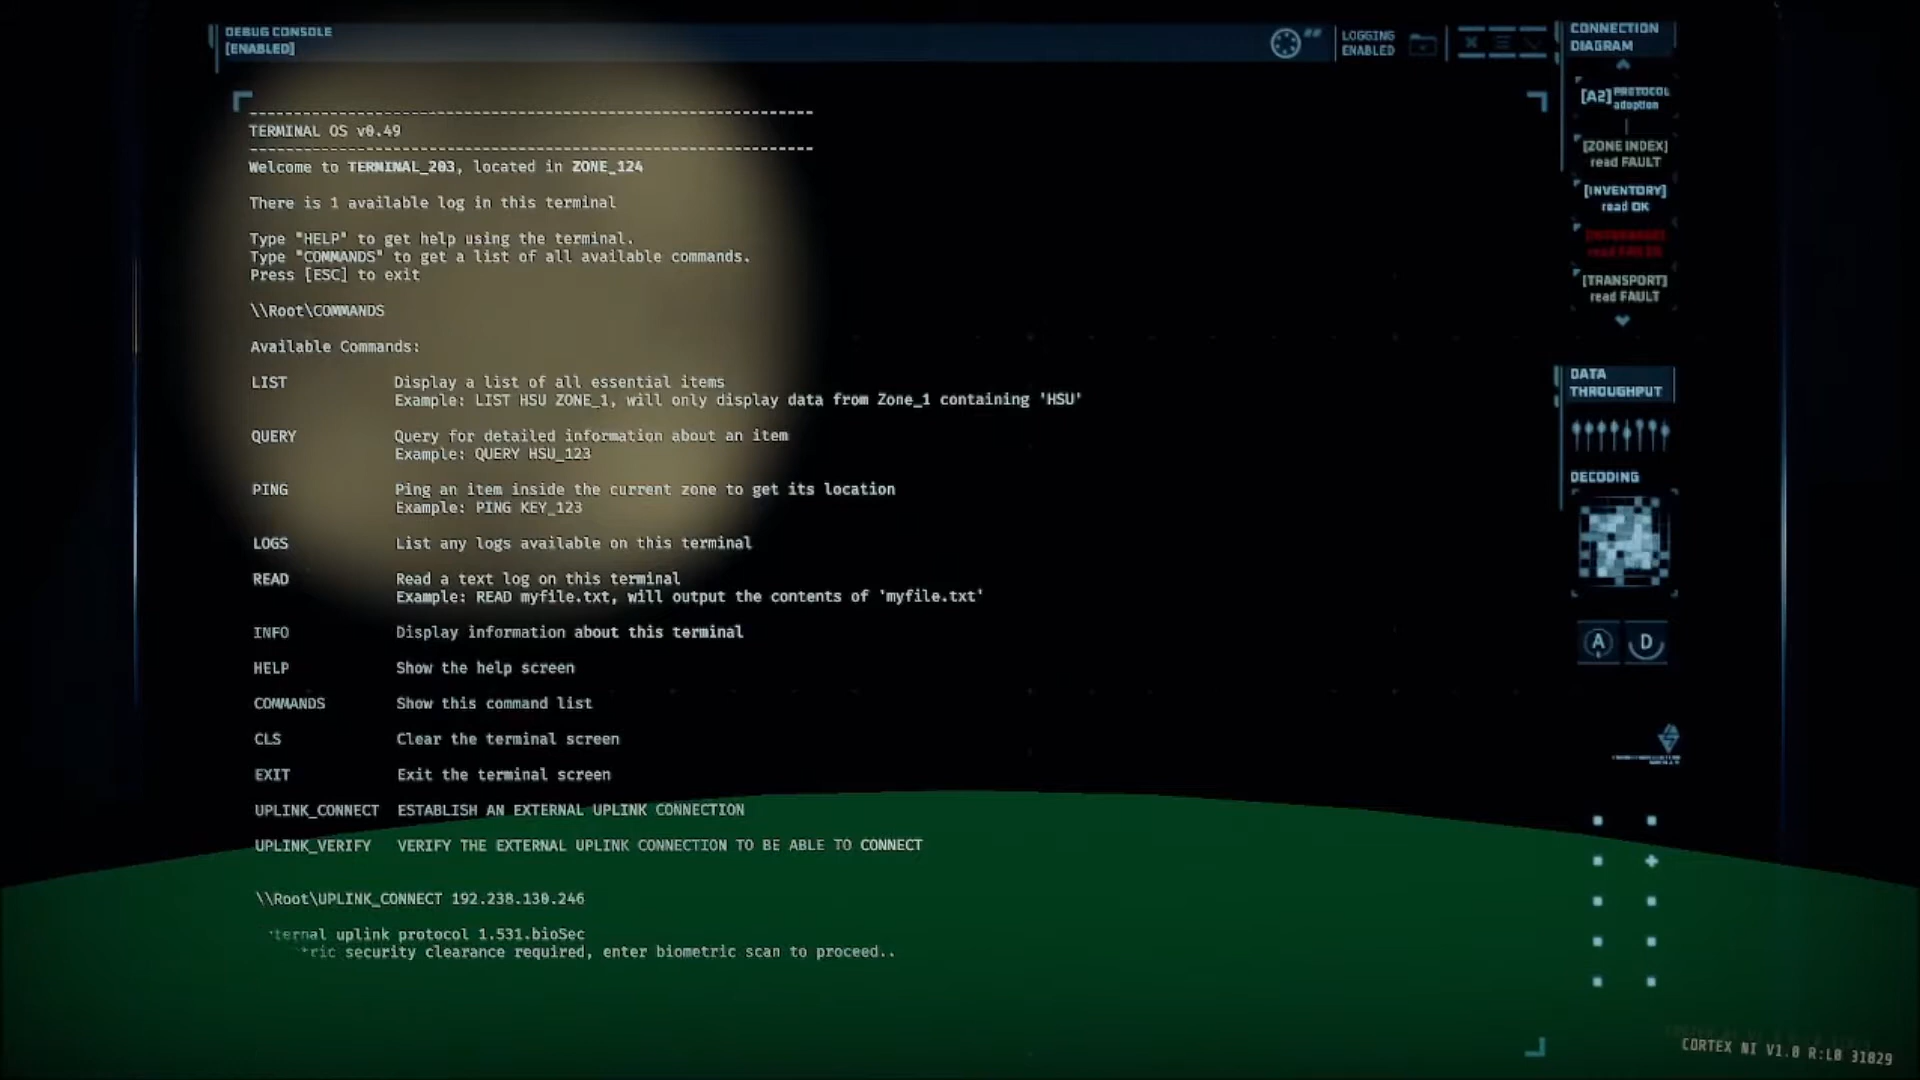 DEBUG CONSOLE
[ENABLED]
LOGGING
ENABLED
TERMINAL OS v0.49
Welcome to TERMINAL_203, located in ZONE_124
There is 1 available log in this terminal
Type "HELP" to get help using the terminal.
Type "COMMANDS" to get a list of all available commands.
Press [ESC] to exit
\\Root\COMMANDS
Available Commands:
LIST Display a list of all essential items
Example: LIST HSU ZONE_1, will only display data from Zone_1 containing 'HSU'
QUERY Query for detailed information about an item
Example: QUERY HSU_123
PING Ping an item inside the current zone to get its location
Example: PING KEY_123
LOGS List any logs available on this terminal
READ Read a text log on this terminal
Example: READ myfile.txt, will output the contents of 'myfile.txt'
INFO Display information about this terminal
HELP Show the help screen
COMMANDS Show this command list
CLS Clear the terminal screen
EXIT Exit the terminal screen
UPLINK_CONNECT ESTABLISH AN EXTERNAL UPLINK CONNECTION
UPLINK_VERIFY VERIFY THE EXTERNAL UPLINK CONNECTION TO BE ABLE TO CONNECT
\\Root\UPLINK_CONNECT 192.238.130.246
ternal uplink protocol 1.531.bioSec
ric security clearance required, enter biometric scan to proceed..
CONNECTION
DIAGRAM
[A2] PROTOCOL
adoption
[ZONE INDEX]
read FAULT
[INVENTORY]
read OK
[TRANSPORT]
read FAULT
DATA
THROUGHPUT
DECODING
A D
CORTEX NI V1.0 R:L0 31829